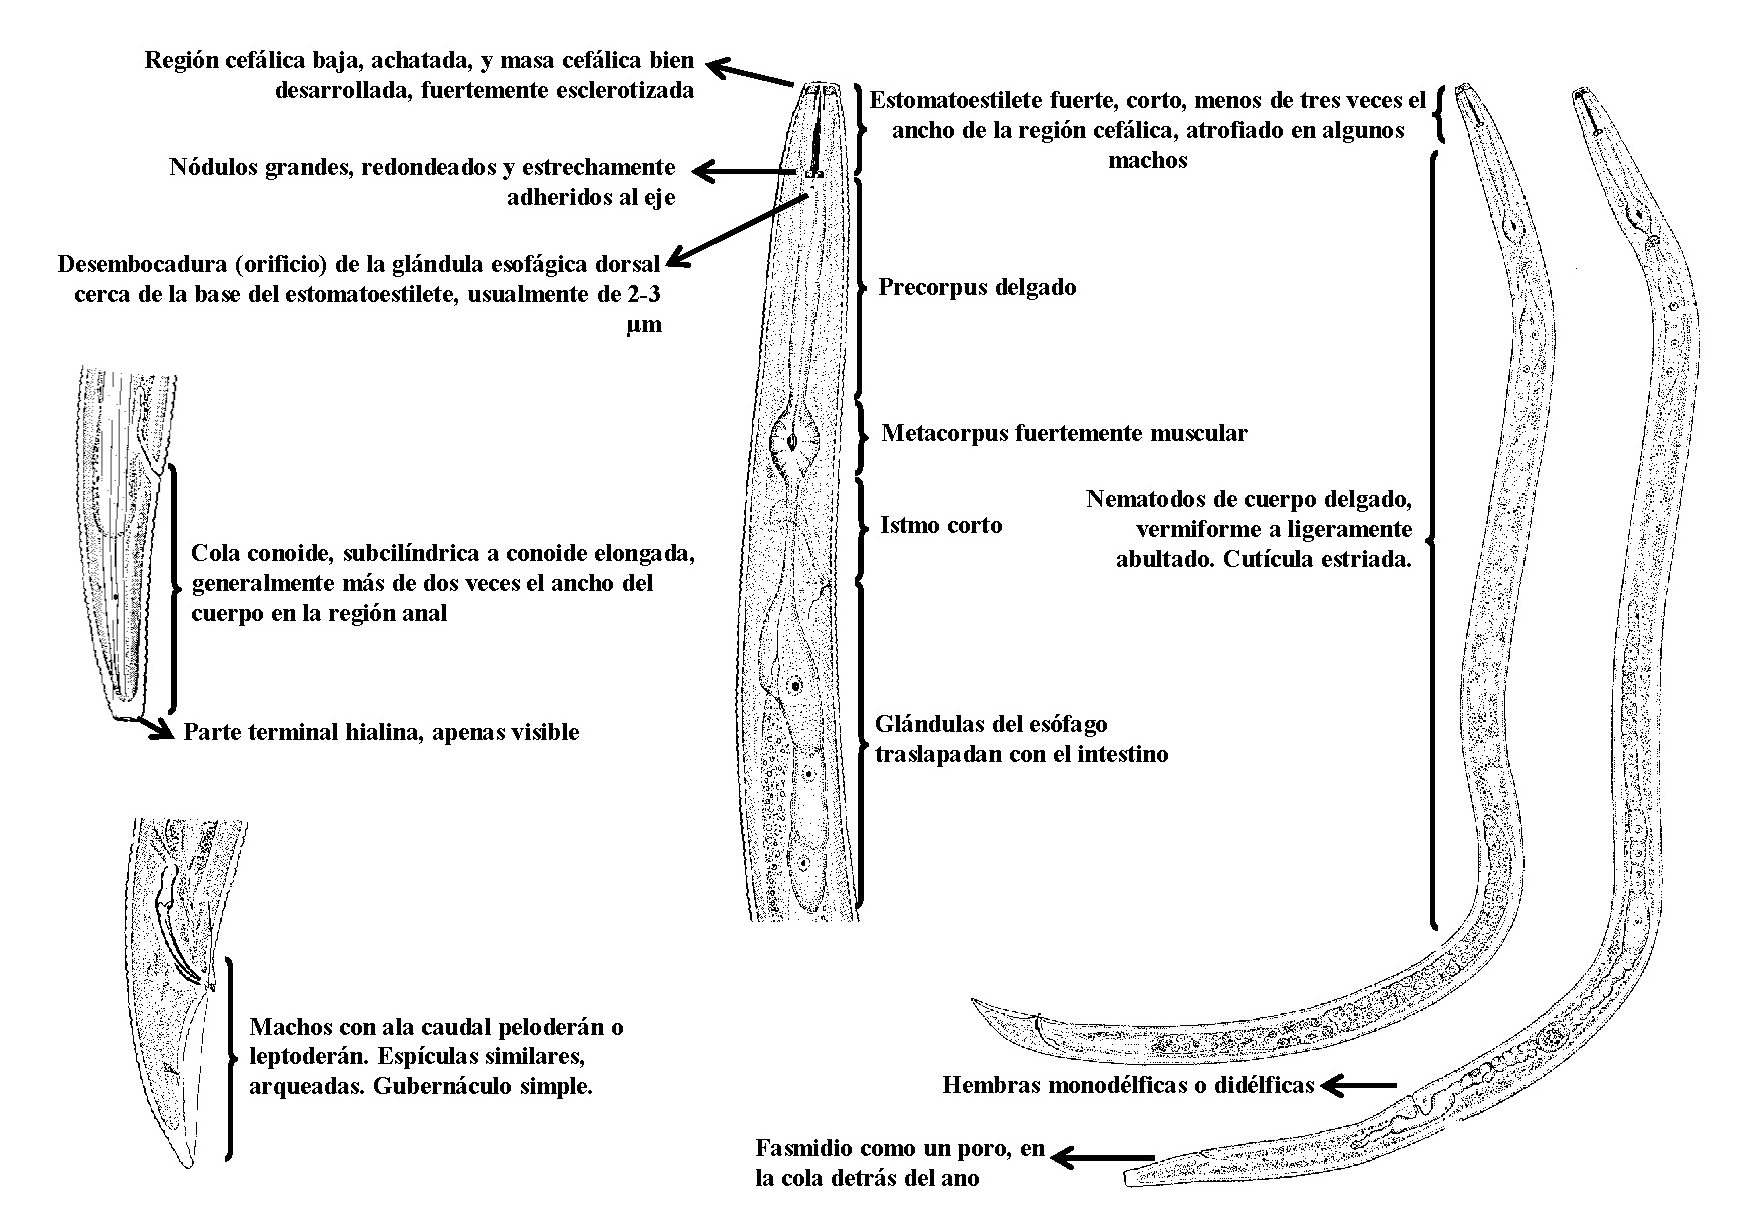 Región cefálica baja, achatada, y masa cefálica bien
desarrollada, fuertemente esclerotizada
Estomatoestilete fuerte, corto, menos de tres veces el
ancho de la región cefálica, atrofiado en algunos
machos
Nódulos grandes, redondeados y estrechamente
adheridos al eje
Desembocadura (orificio) de la glándula esofágica dorsal
cerca de la base del estomatoestilete, usualmente de 2-3
μm
Precorpus delgado
Metacorpus fuertemente muscular
Istmo corto
Nematodos de cuerpo delgado,
vermiforme a ligeramente
abultado. Cutícula estriada.
Cola conoide, subcilíndrica a conoide elongada,
generalmente más de dos veces el ancho del
cuerpo en la región anal
Parte terminal hialina, apenas visible
Glándulas del esófago
traslapadan con el intestino
Machos con ala caudal peloderán o
leptoderán. Espículas similares,
arqueadas. Gubernáculo simple.
Hembras monodélficas o didélficas
Fasmidio como un poro, en
la cola detrás del ano